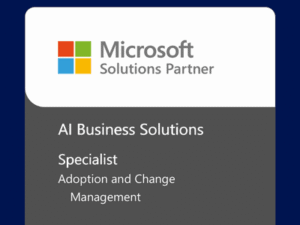 Microsoft
Solutions Partner
AI Business Solutions
Specialist
Adoption and Change
Management